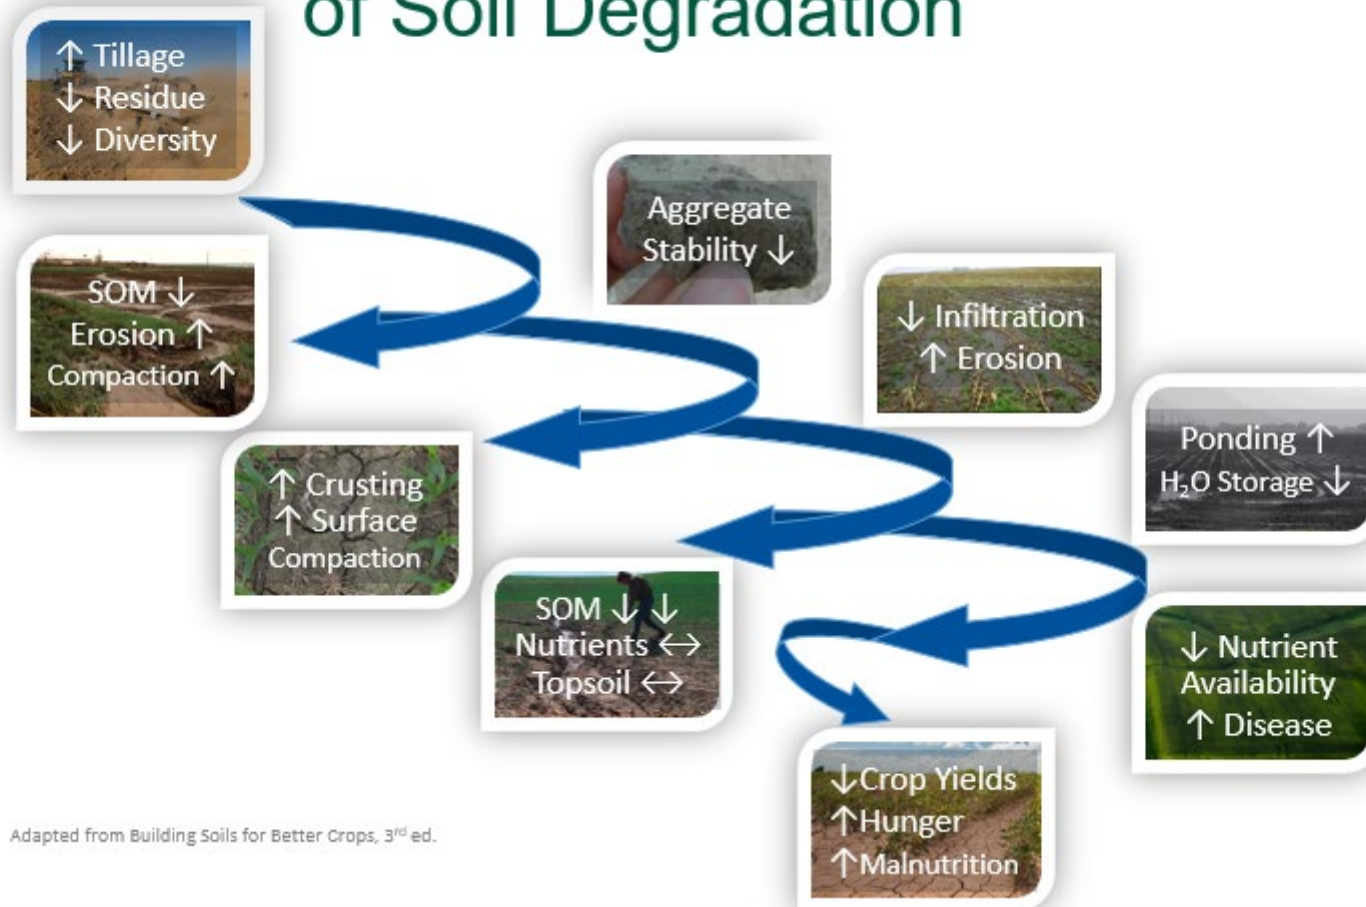 of Soil Degradation
↑ Tillage
↓ Residue
↓ Diversity
Aggregate
Stability ↓
SOM ↓
Erosion ↑
Compaction ↑
↓ Infiltration
↑ Erosion
Ponding ↑
H₂O Storage ↓
↑ Crusting
↑ Surface
Compaction
SOM ↓ ↓
Nutrients ↔
Topsoil ↔
↓ Nutrient
Availability
↑ Disease
↓Crop Yields
↑Hunger
↑Malnutrition
Adapted from Building Soils for Better Crops, 3rd ed.